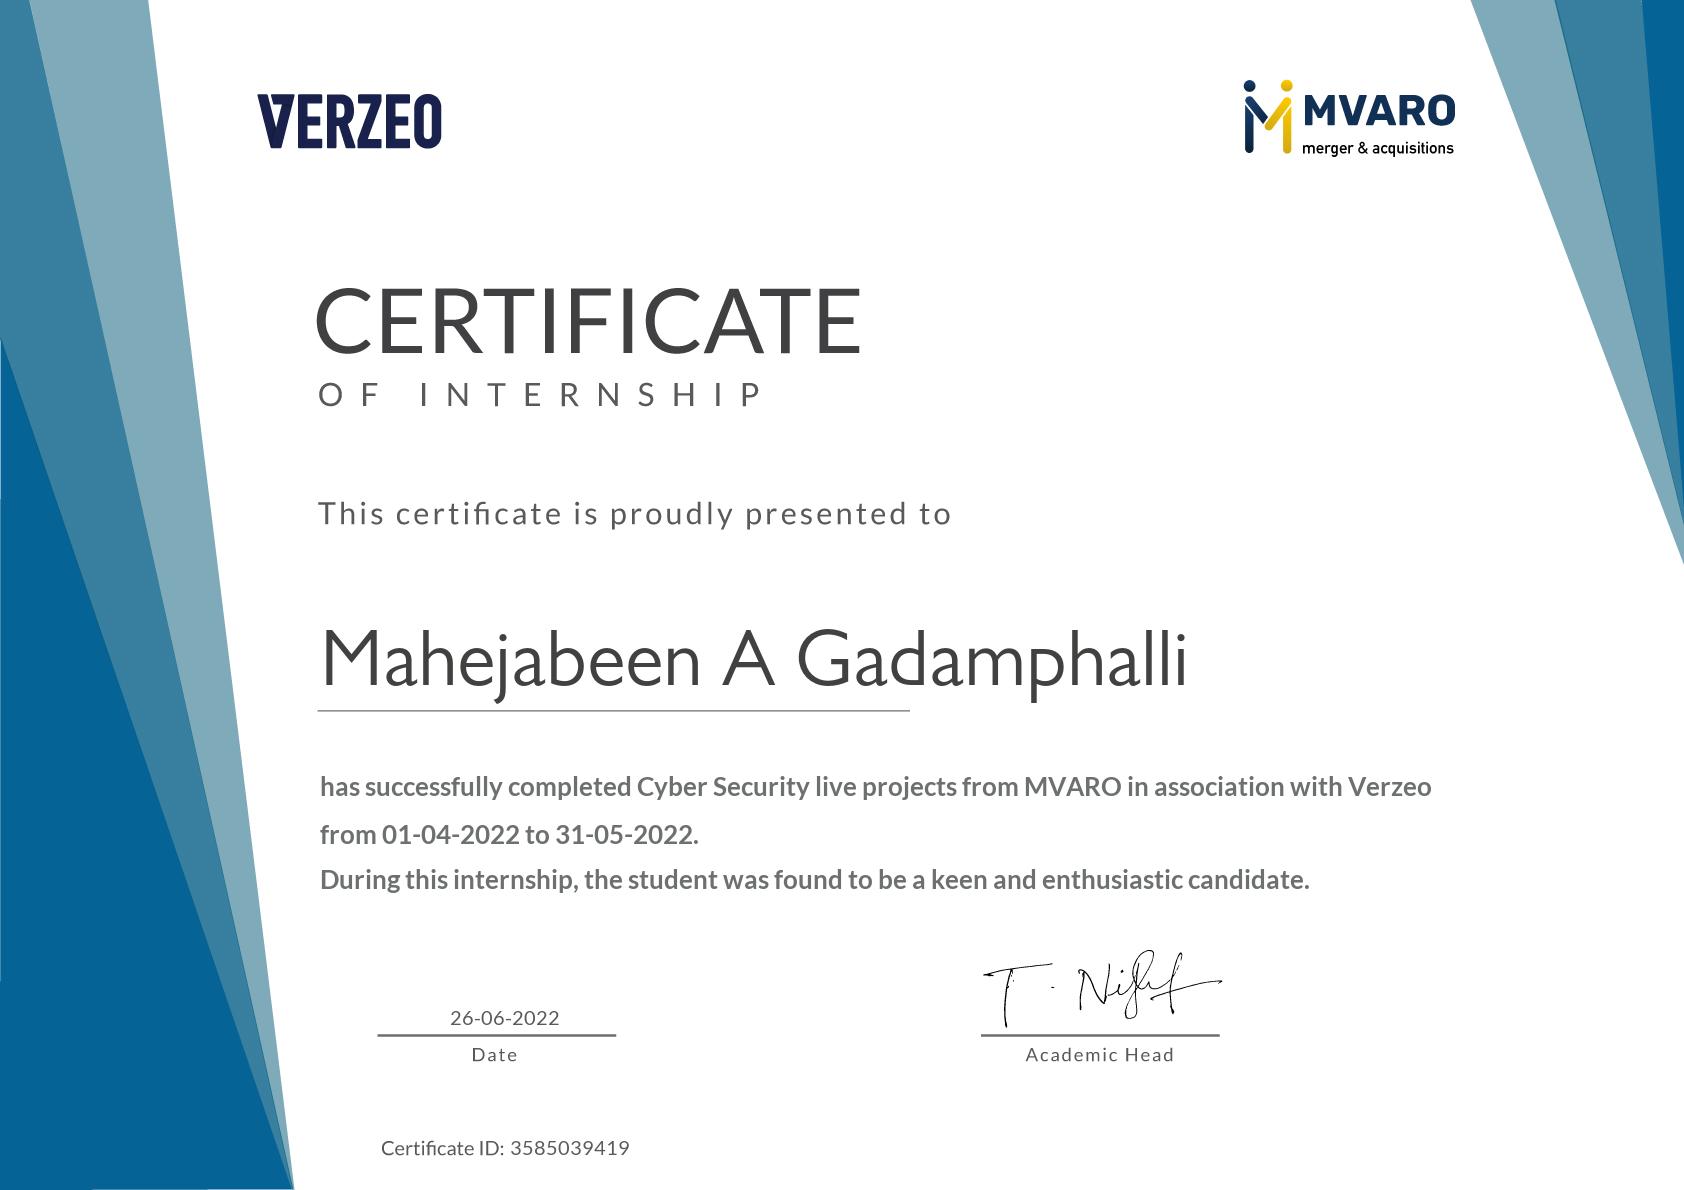 VERZEO
MVARO
merger & acquisitions
CERTIFICATE
OF INTERNSHIP
This certificate is proudly presented to
Mahejabeen A Gadamphalli
has successfully completed Cyber Security live projects from MVARO in association with Verzeo
from 01-04-2022 to 31-05-2022.
During this internship, the student was found to be a keen and enthusiastic candidate.
26-06-2022
Date
Academic Head
Certificate ID: 3585039419